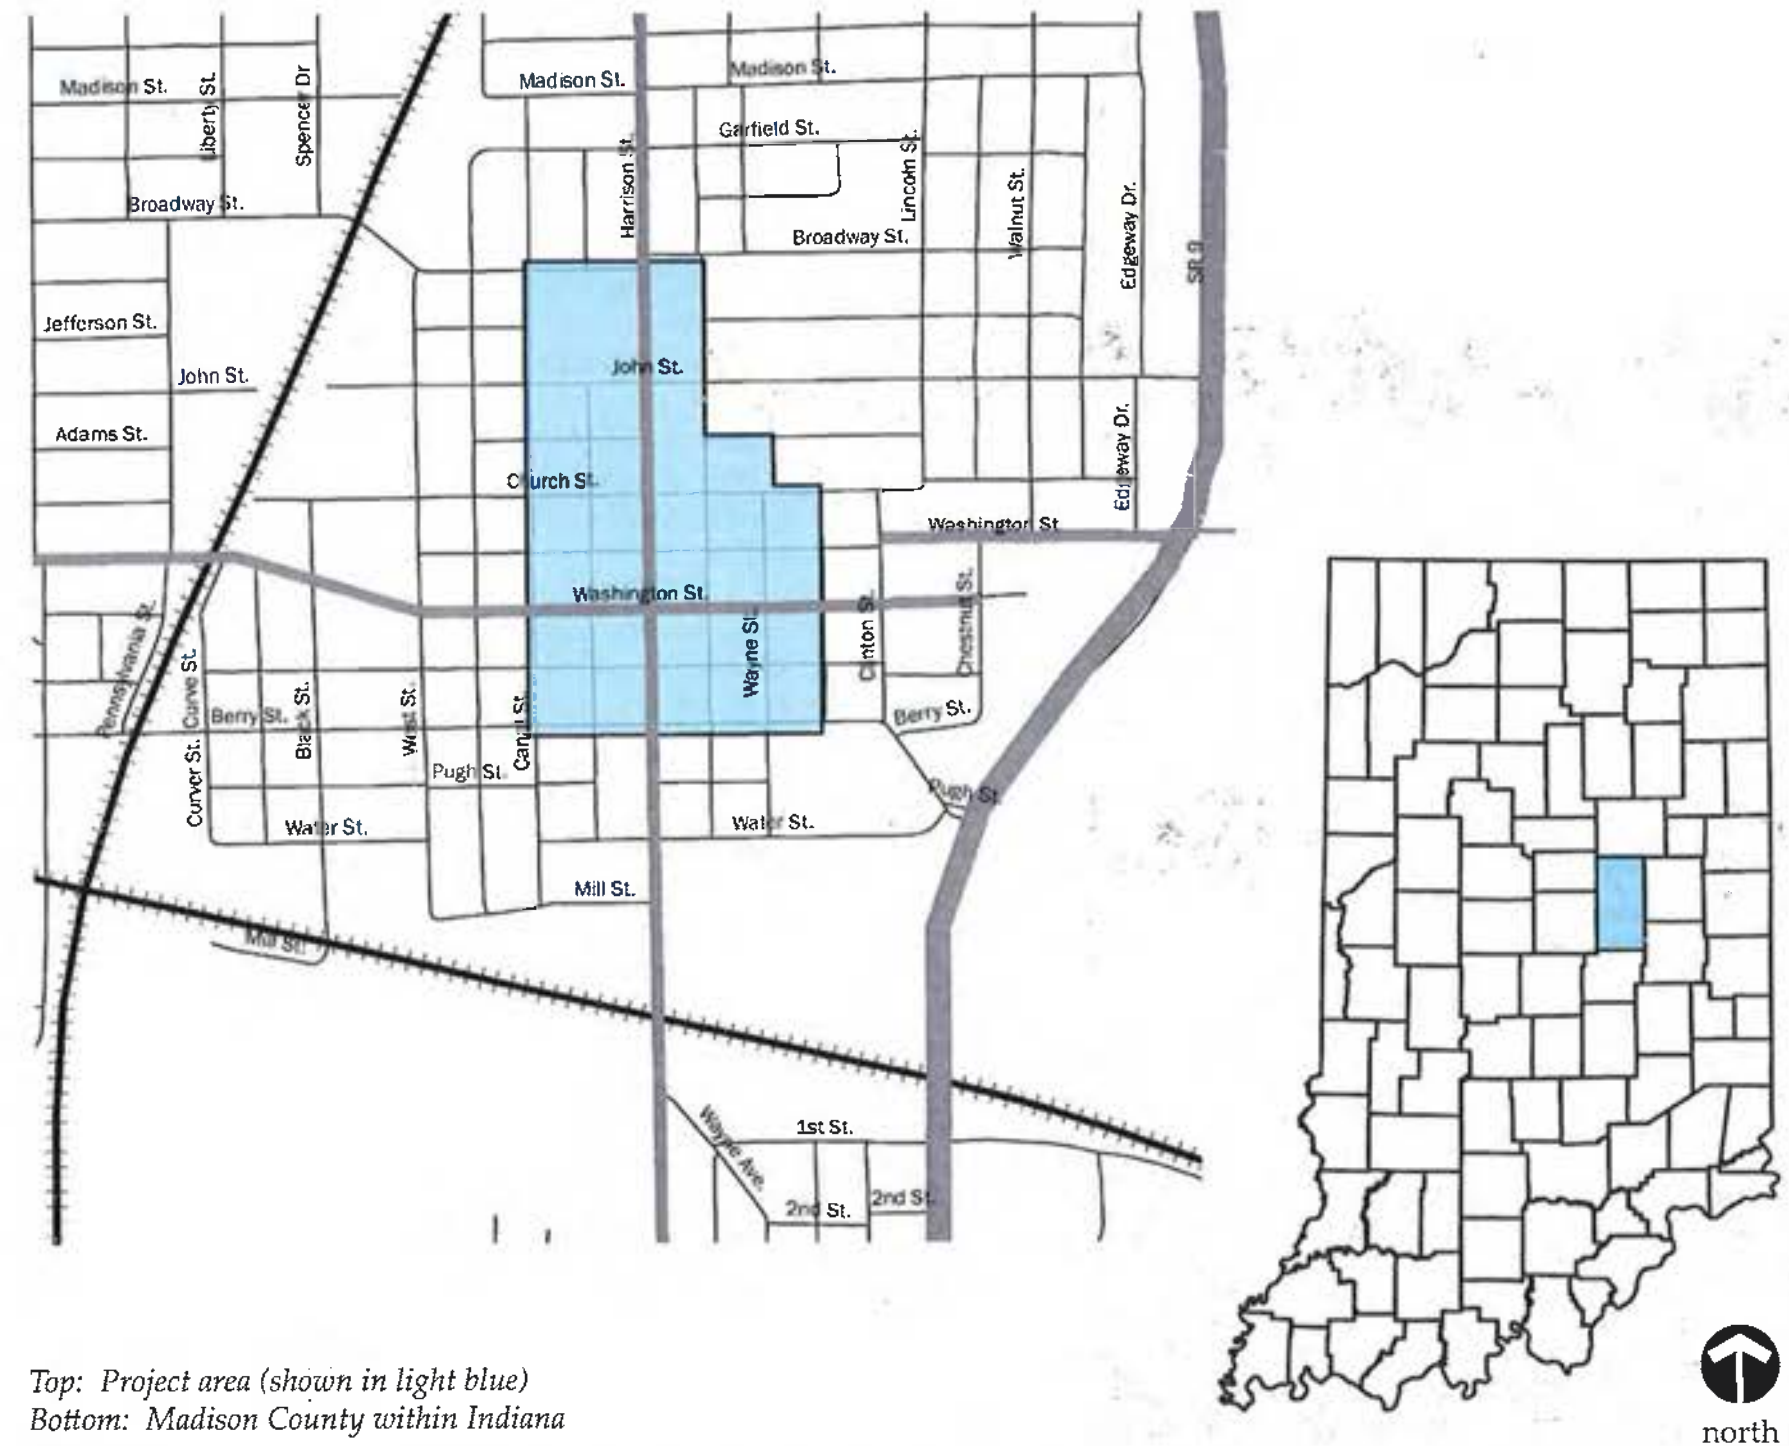 Madison St.
Liberty St.
Spencer Dr
Madison St.
Madison St.
Garfield St.
Harrison St.
Lincoln St.
Walnut St.
Edgeway Dr.
SR 9
Broadway St.
Broadway St.
Jefferson St.
John St.
John St.
Adams St.
Edgeway Dr.
Church St.
Washington St
Washington St.
Pennsylvania St.
Curve St.
Wayne St.
Clinton St.
Chestnut St.
Berry St.
Black St.
West St.
Canal St.
Berry St.
Curver St.
Pugh St.
Pugh St.
Water St.
Water St.
Mill St.
Mill St.
Wayne Ave.
1st St.
2nd St.
2nd St.
Top: Project area (shown in light blue)
Bottom: Madison County within Indiana
north